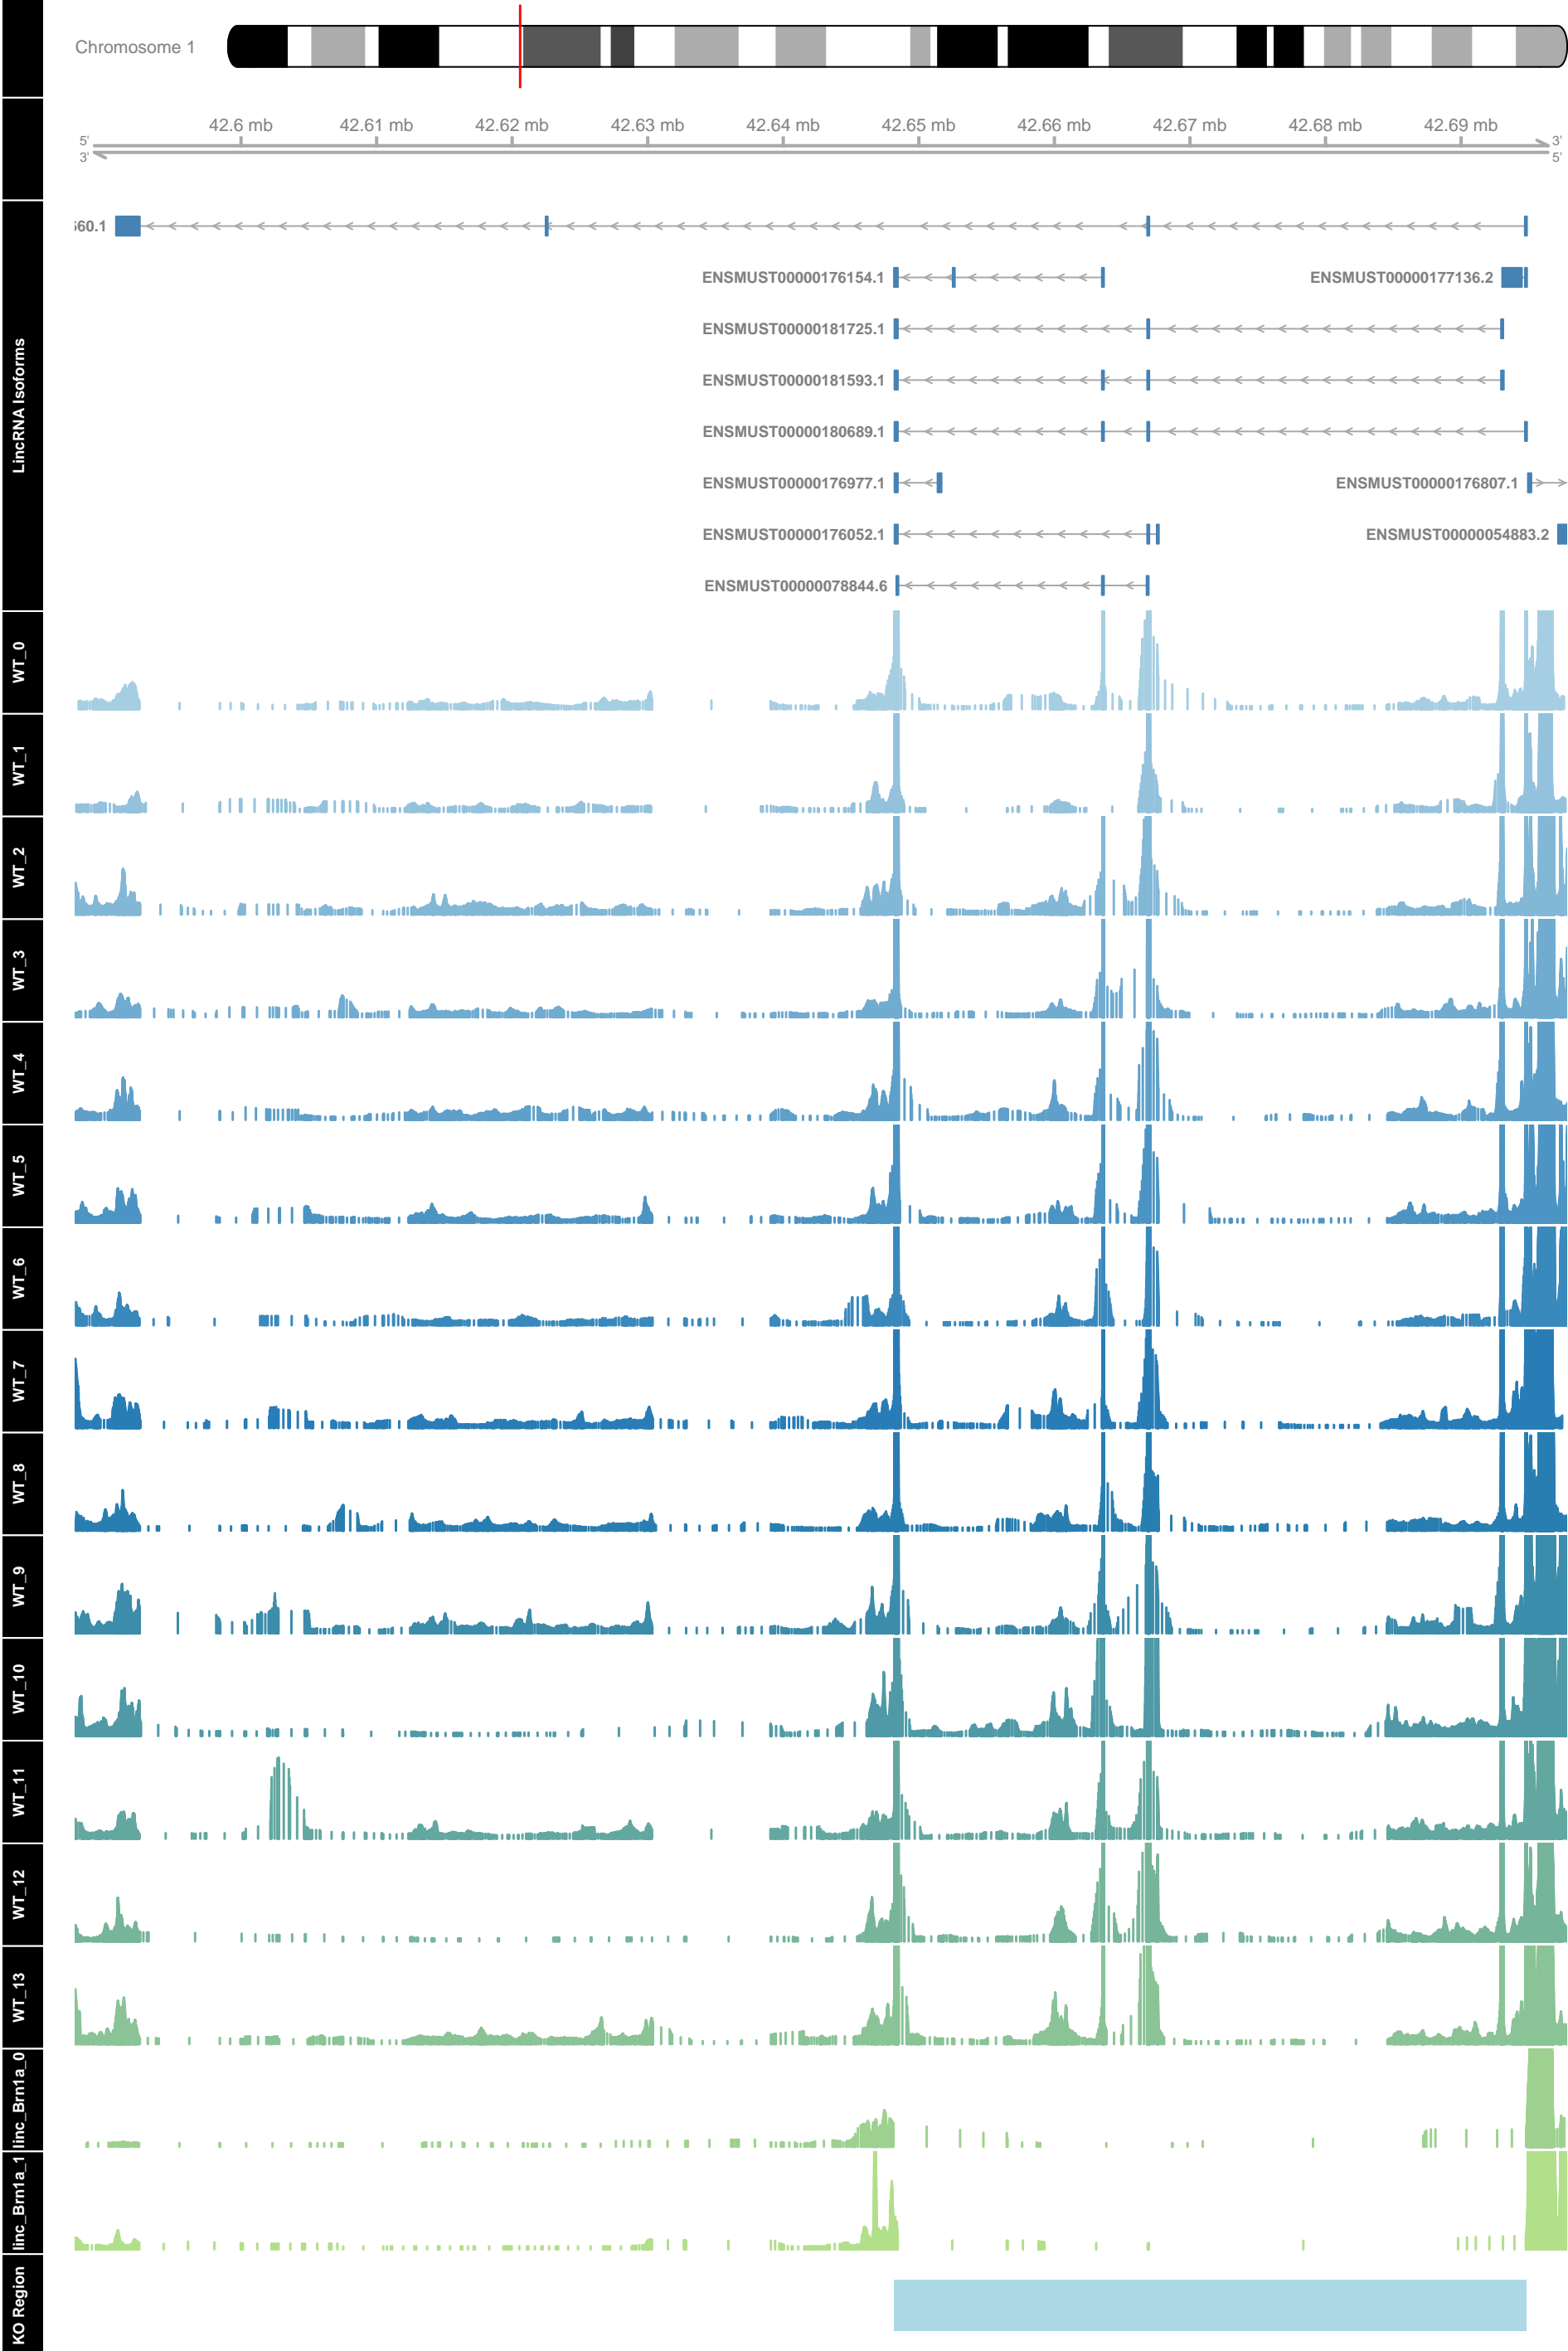 Chromosome 1
42.6 mb 42.61 mb 42.62 mb 42.63 mb 42.64 mb 42.65 mb 42.66 mb 42.67 mb 42.68 mb 42.69 mb
5' 3'
3' 5'
LincRNA Isoforms
660.1
ENSMUST00000176154.1 ENSMUST00000177136.2
ENSMUST00000181725.1
ENSMUST00000181593.1
ENSMUST00000180689.1
ENSMUST00000176977.1 ENSMUST00000176807.1
ENSMUST00000176052.1 ENSMUST00000054883.2
ENSMUST00000078844.6
WT_0
WT_1
WT_2
WT_3
WT_4
WT_5
WT_6
WT_7
WT_8
WT_9
WT_10
WT_11
WT_12
WT_13
linc_Brn1a_0
linc_Brn1a_1
KO Region